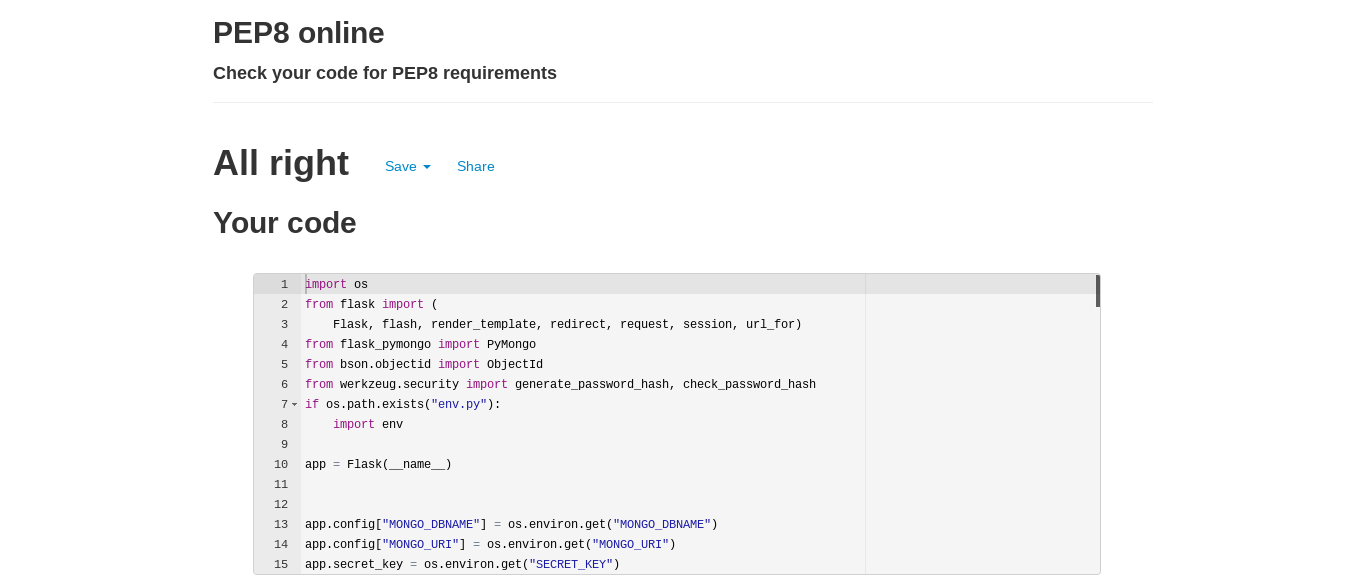 PEP8 online
Check your code for PEP8 requirements
All right Save Share
Your code
1 import os
2 from flask import (
3     Flask, flash, render_template, redirect, request, session, url_for)
4 from flask_pymongo import PyMongo
5 from bson.objectid import ObjectId
6 from werkzeug.security import generate_password_hash, check_password_hash
7 if os.path.exists("env.py"):
8     import env
9
10 app = Flask(__name__)
11
12
13 app.config["MONGO_DBNAME"] = os.environ.get("MONGO_DBNAME")
14 app.config["MONGO_URI"] = os.environ.get("MONGO_URI")
15 app.secret_key = os.environ.get("SECRET_KEY")